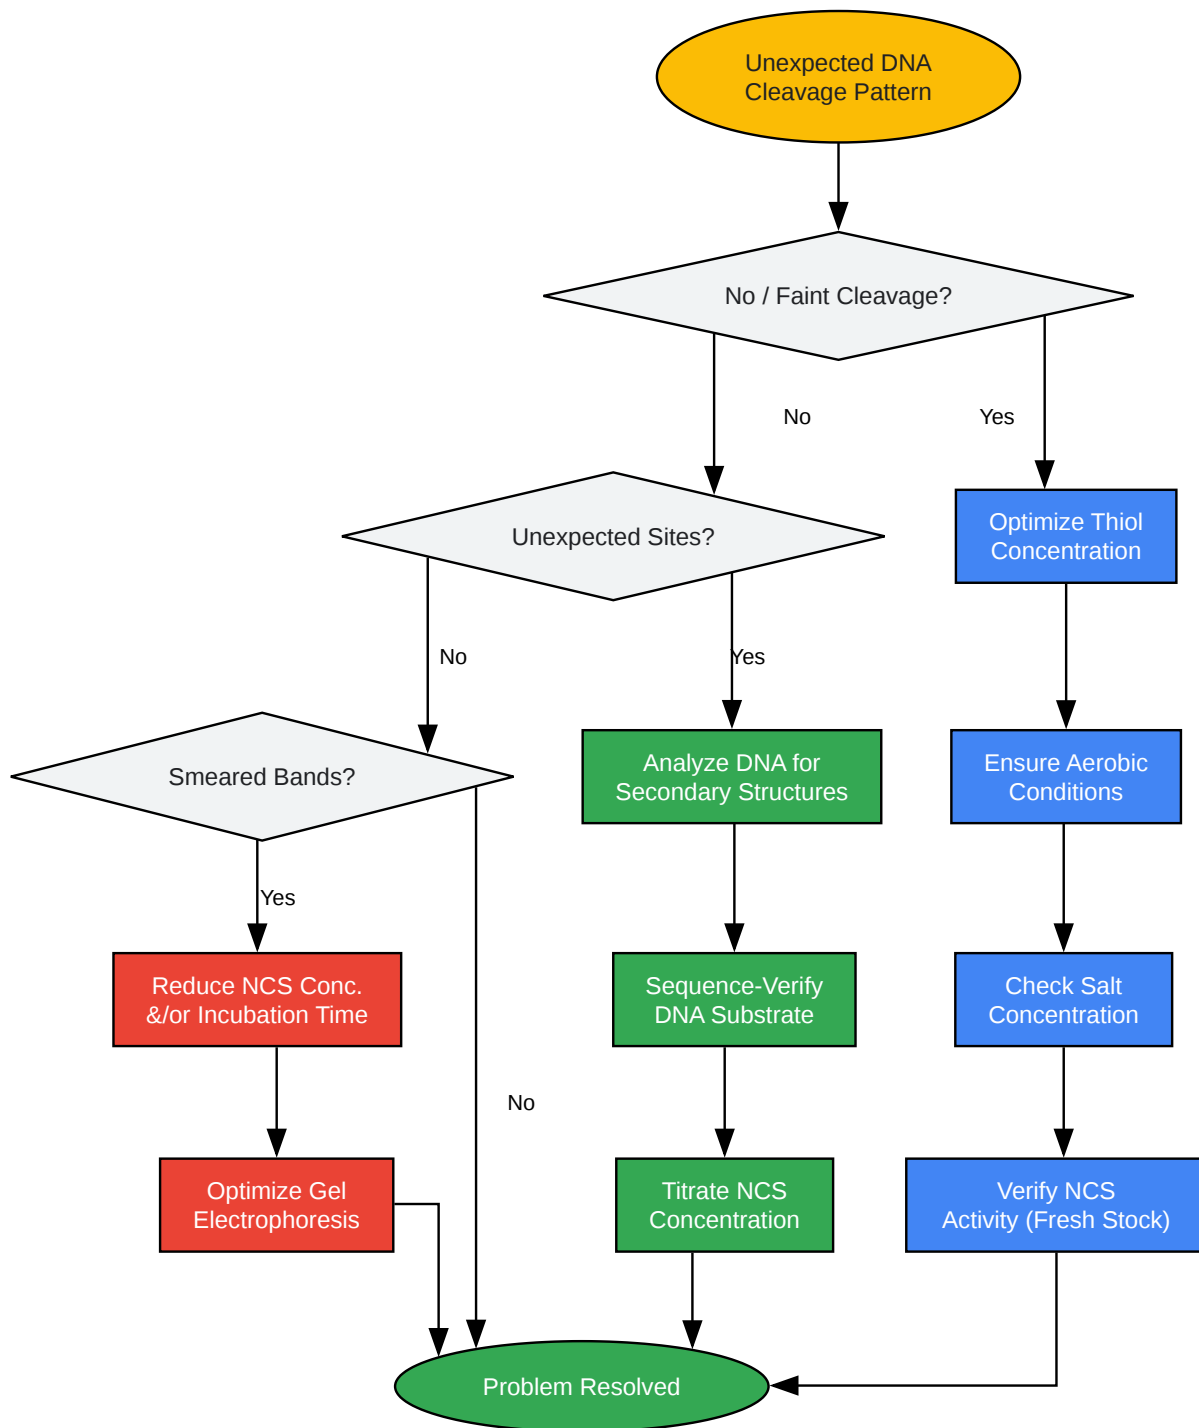 Unexpected DNA
Cleavage Pattern
No / Faint Cleavage?
No
Yes
Unexpected Sites?
Optimize Thiol
Concentration
No
Yes
Smeared Bands?
Analyze DNA for
Secondary Structures
Ensure Aerobic
Conditions
Yes
Reduce NCS Conc.
&/or Incubation Time
Sequence-Verify
DNA Substrate
Check Salt
Concentration
No
Optimize Gel
Electrophoresis
Titrate NCS
Concentration
Verify NCS
Activity (Fresh Stock)
Problem Resolved